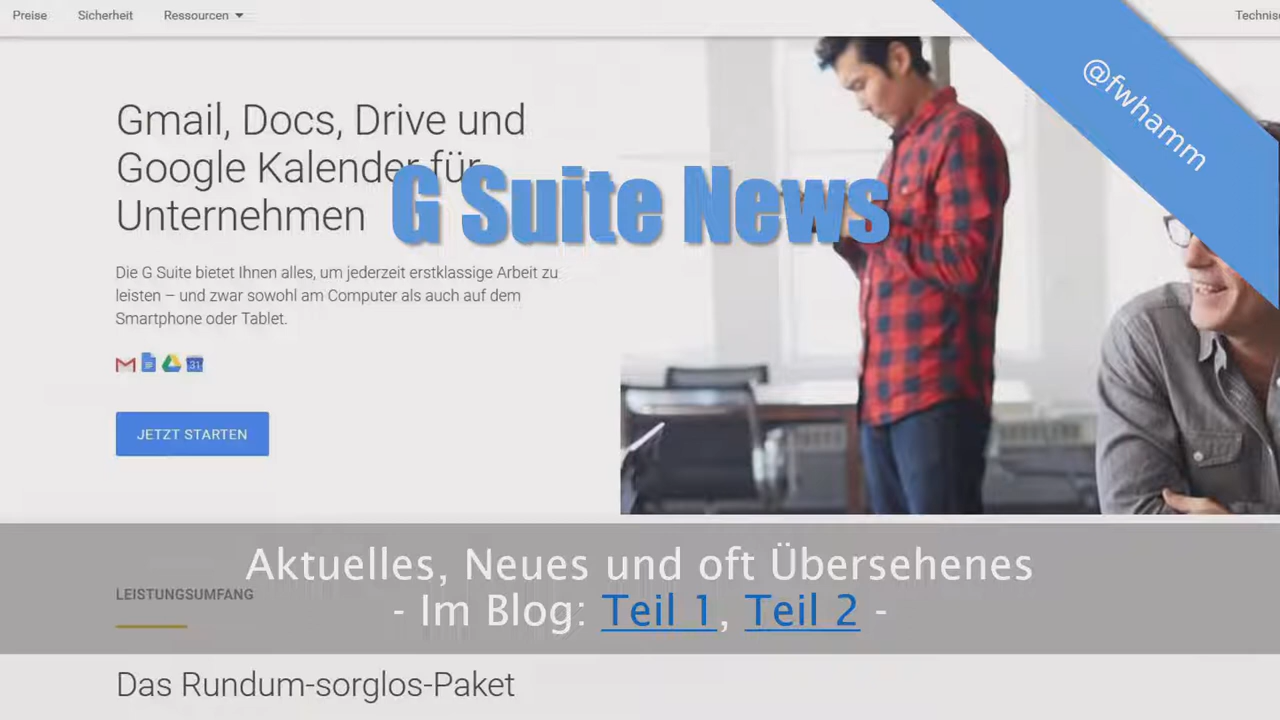 Preise Sicherheit Ressourcen
@fwhamm
Gmail, Docs, Drive und
Google Kalender für
Unternehmen
G Suite News
Die G Suite bietet Ihnen alles, um jederzeit erstklassige Arbeit zu
leisten – und zwar sowohl am Computer als auch auf dem
Smartphone oder Tablet.
31
JETZT STARTEN
Aktuelles, Neues und oft Übersehenes
LEISTUNGSUMFANG
- Im Blog: Teil 1, Teil 2 -
Das Rundum-sorglos-Paket